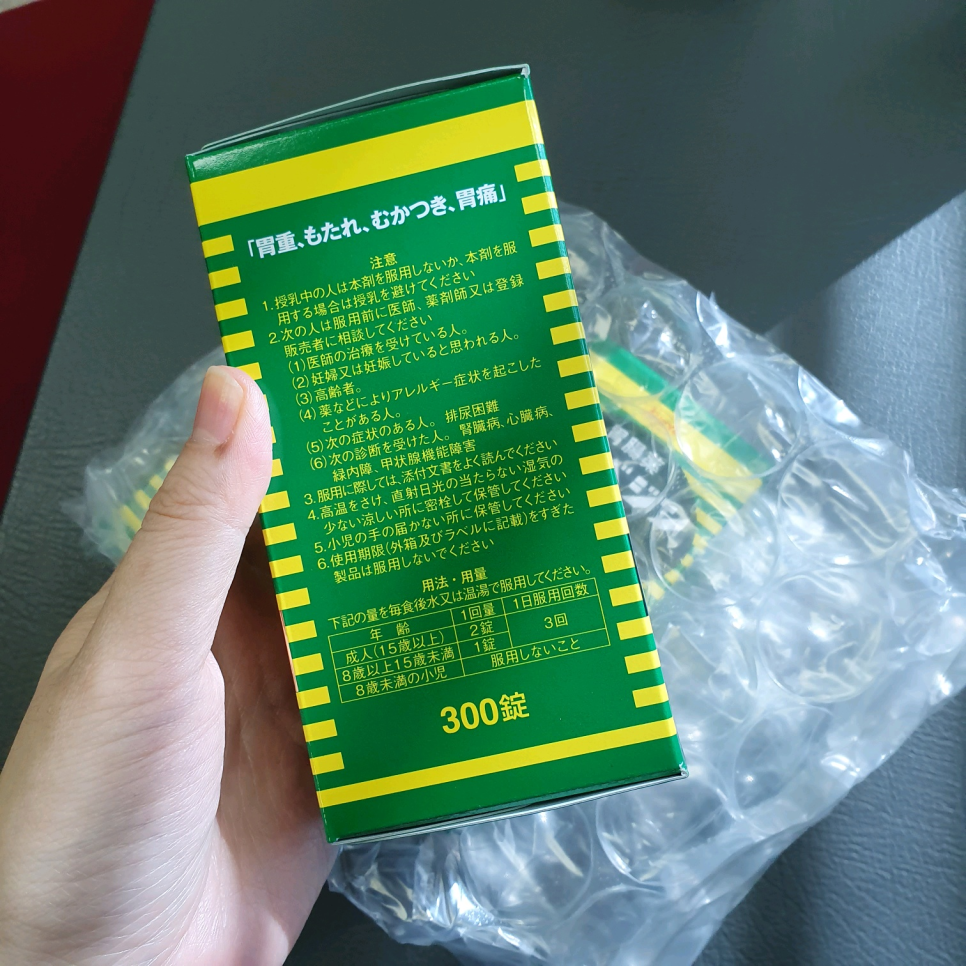 「胃重、もたれ、むかつき、胃痛」
注意
1.授乳中の人は本剤を服用しないか、本剤を服
用する場合は授乳を避けてください
2.次の人は服用前に医師、薬剤師又は登録
販売者に相談してください
(1)医師の治療を受けている人。
(2)妊婦又は妊娠していると思われる人。
(3)高齢者。
(4)薬などによりアレルギー症状を起こした
ことがある人。
(5)次の症状のある人。 排尿困難
(6)次の診断を受けた人。 腎臓病、心臓病、
緑内障、甲状腺機能障害
3.服用に際しては、添付文書をよく読んでください
4.高温をさけ、直射日光の当たらない湿気の
少ない涼しい所に密栓して保管してください
5.小児の手の届かない所に保管してください
6.使用期限(外箱及びラベルに記載)をすぎた
製品は服用しないでください
用法・用量
下記の量を毎食後水又は温湯で服用してください。
年 齢 1回量 1日服用回数
成人(15歳以上) 2錠 3回
8歳以上15歳未満 1錠
8歳未満の小児 服用しないこと
300錠